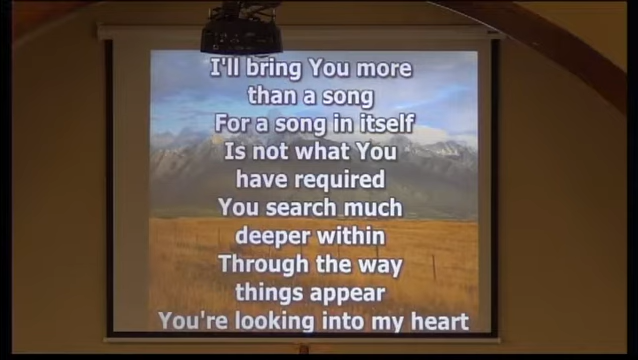 I'll bring You more
than a song
For a song in itself
Is not what You
have required
You search much
deeper within
Through the way
things appear
You're looking into my heart